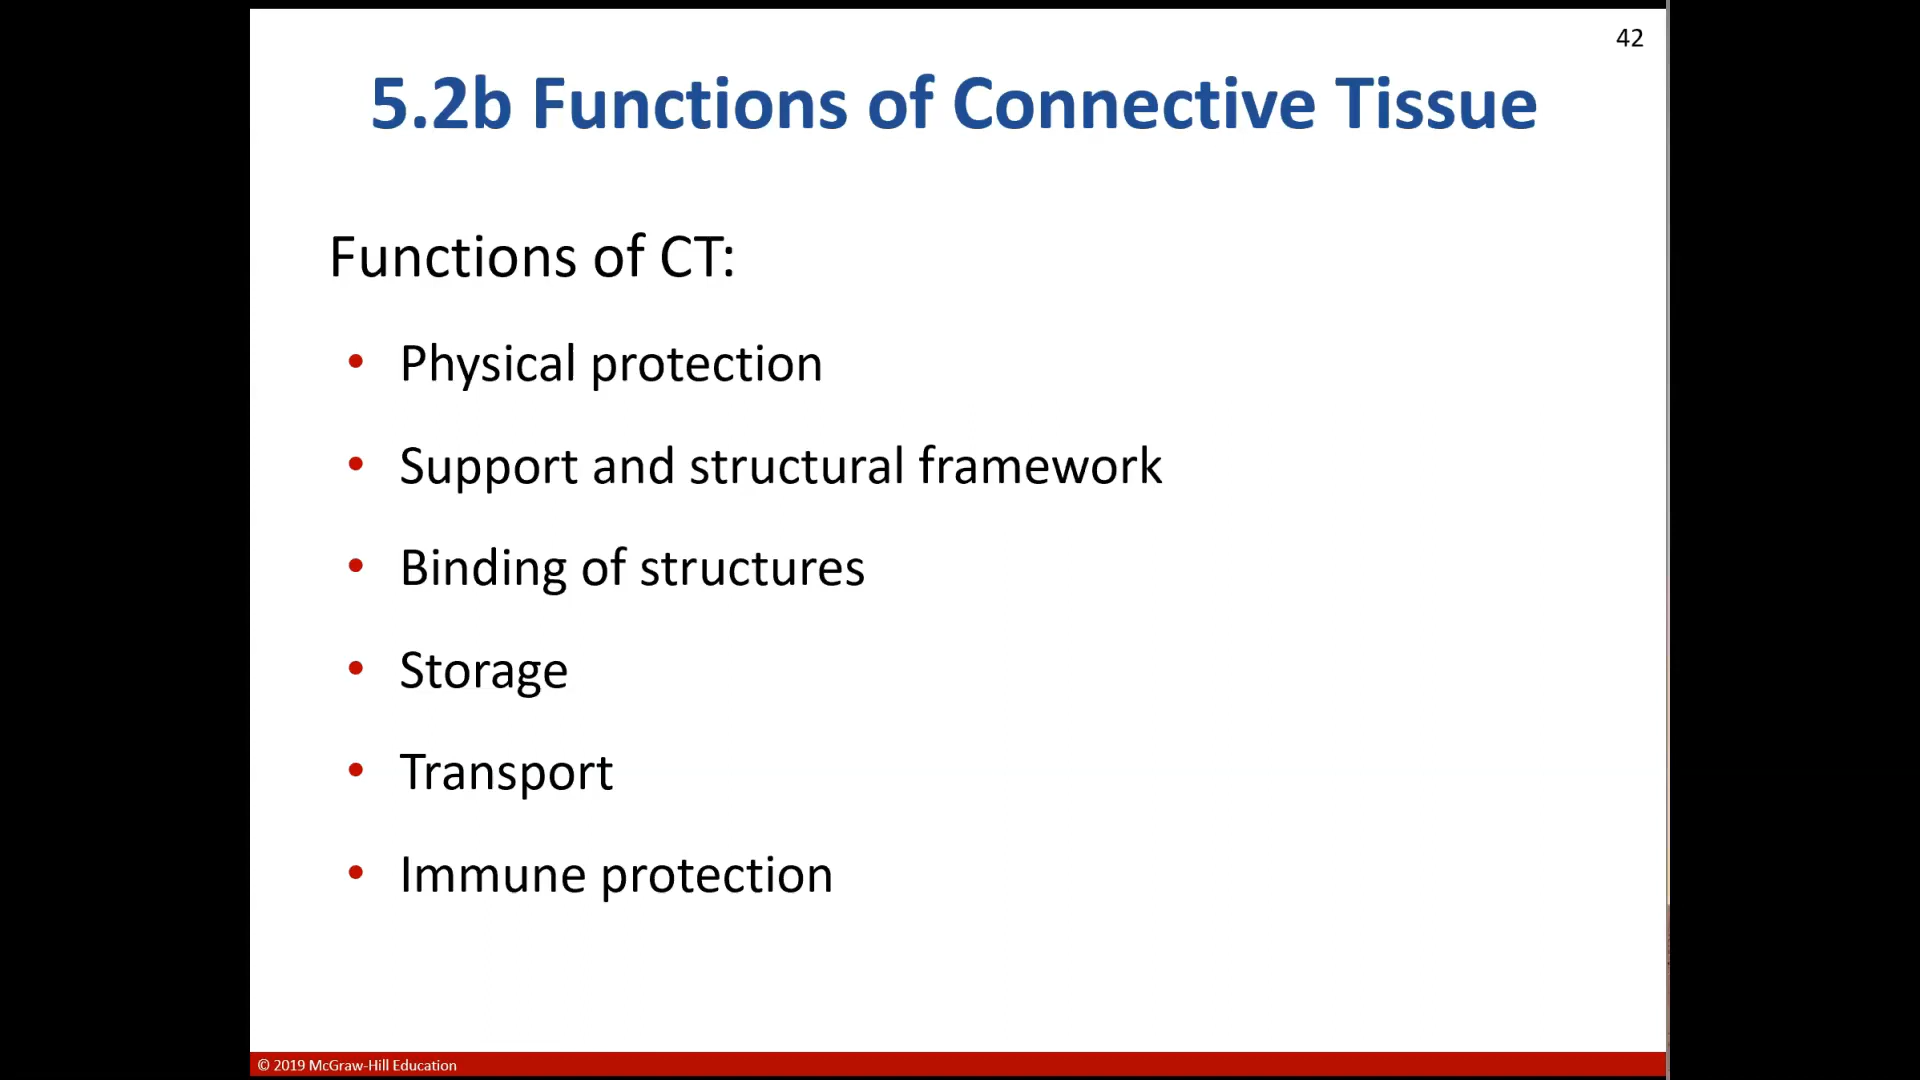 42
5.2b Functions of Connective Tissue
Functions of CT:
• Physical protection
• Support and structural framework
• Binding of structures
• Storage
• Transport
• Immune protection
© 2019 McGraw-Hill Education